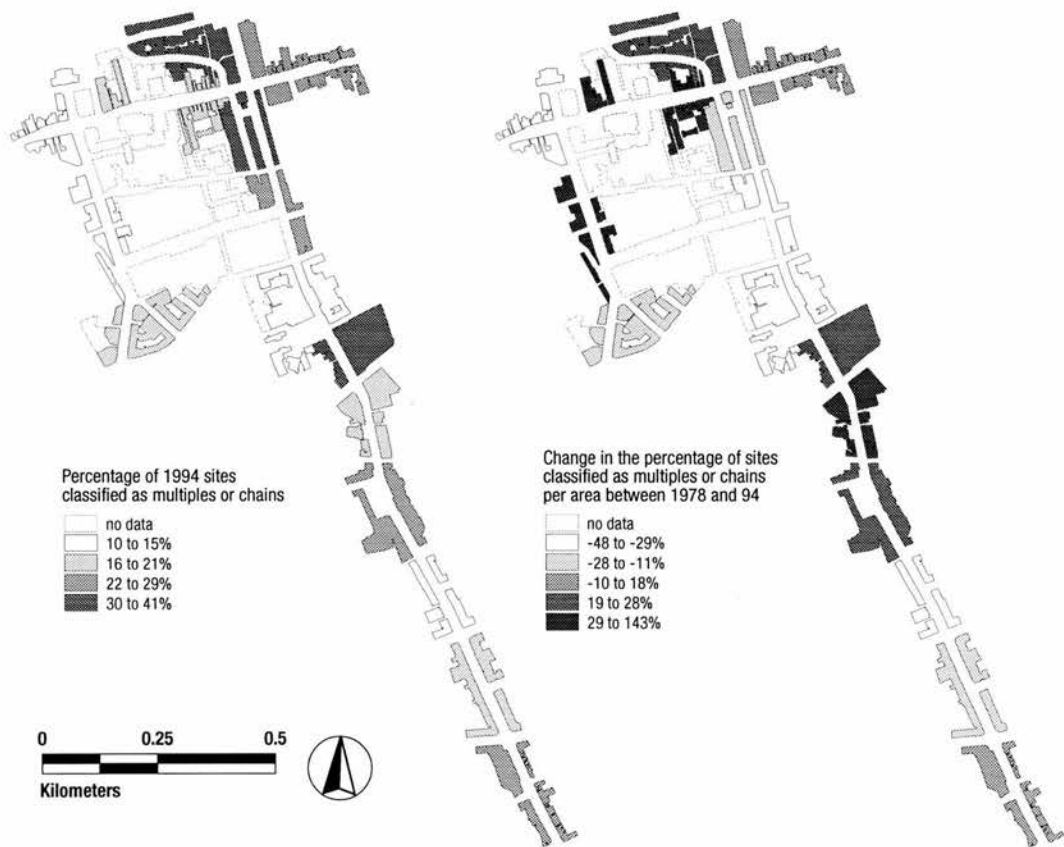 Percentage of 1994 sites
classified as multiples or chains
no data
10 to 15%
16 to 21%
22 to 29%
30 to 41%
Change in the percentage of sites
classified as multiples or chains
per area between 1978 and 94
no data
-48 to -29%
-28 to -11%
-10 to 18%
19 to 28%
29 to 143%
0 0.25 0.5
Kilometers